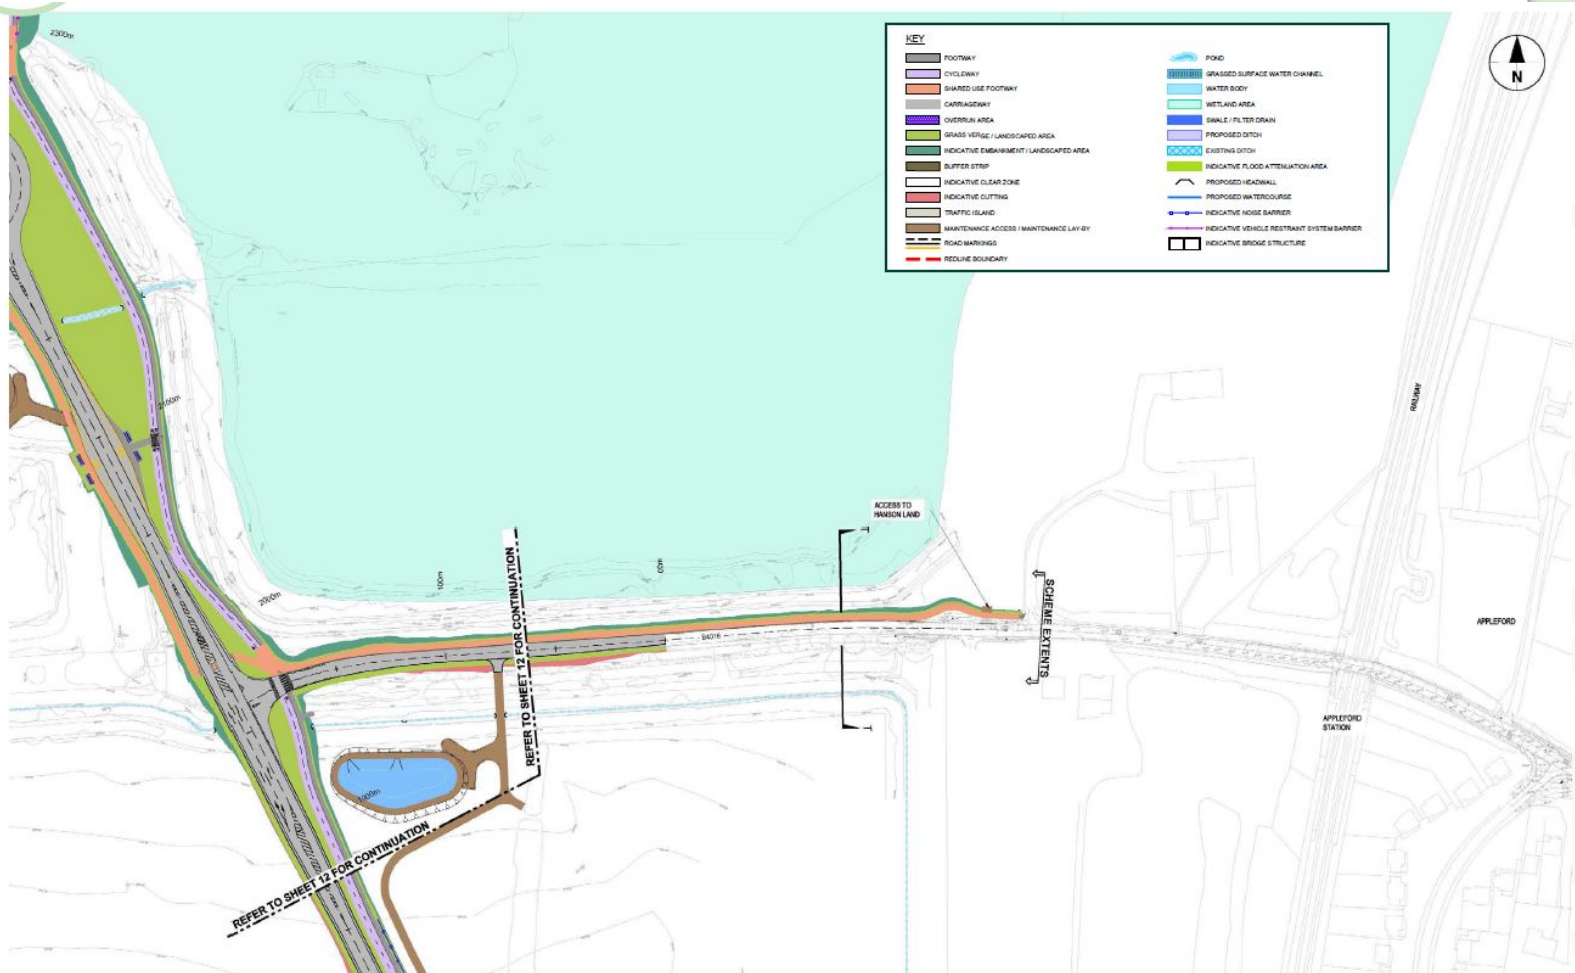 2300m
KEY
FOOTWAY
CYCLEWAY
SHARED USE FOOTWAY
CARRIAGEWAY
OVERRUN AREA
GRASS VERGE / LANDSCAPED AREA
INDICATIVE EMBANKMENT / LANDSCAPED AREA
BUFFER STRIP
INDICATIVE CLEAR ZONE
INDICATIVE CUTTING
TRAFFIC ISLAND
MAINTENANCE ACCESS / MAINTENANCE LAY-BY
ROAD MARKINGS
REDLINE BOUNDARY
POND
GRASSED SURFACE WATER CHANNEL
WATER BODY
WETLAND AREA
SWALE / FILTER DRAIN
PROPOSED DITCH
EXISTING DITCH
INDICATIVE FLOOD ATTENUATION AREA
PROPOSED HEADWALL
PROPOSED WATERCOURSE
INDICATIVE NOISE BARRIER
INDICATIVE VEHICLE RESTRAINT SYSTEM BARRIER
INDICATIVE BRIDGE STRUCTURE
N
RAILWAY
2100m
ACCESS TO
HANSON LAND
100m
2000m
REFER TO SHEET 12 FOR CONTINUATION
B4016
SCHEME EXTENTS
APPLEFORD
APPLEFORD
STATION
REFER TO SHEET 12 FOR CONTINUATION